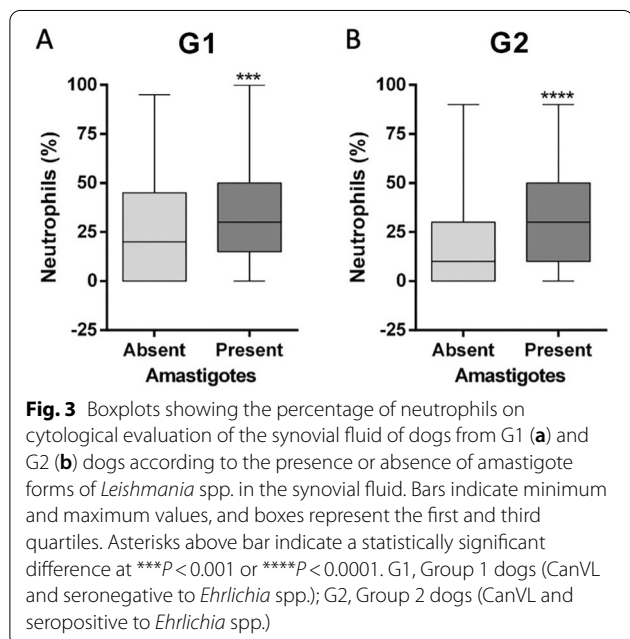 A G1
B G2
***
****
Neutrophils (%)
100
75
50
25
0
-25
Absent Present
Amastigotes
Neutrophils (%)
100
75
50
25
0
-25
Absent Present
Amastigotes
Fig. 3 Boxplots showing the percentage of neutrophils on
cytological evaluation of the synovial fluid of dogs from G1 (a) and
G2 (b) dogs according to the presence or absence of amastigote
forms of Leishmania spp. in the synovial fluid. Bars indicate minimum
and maximum values, and boxes represent the first and third
quartiles. Asterisks above bar indicate a statistically significant
difference at ***P < 0.001 or ****P < 0.0001. G1, Group 1 dogs (CanVL
and seronegative to Ehrlichia spp.); G2, Group 2 dogs (CanVL and
seropositive to Ehrlichia spp.)